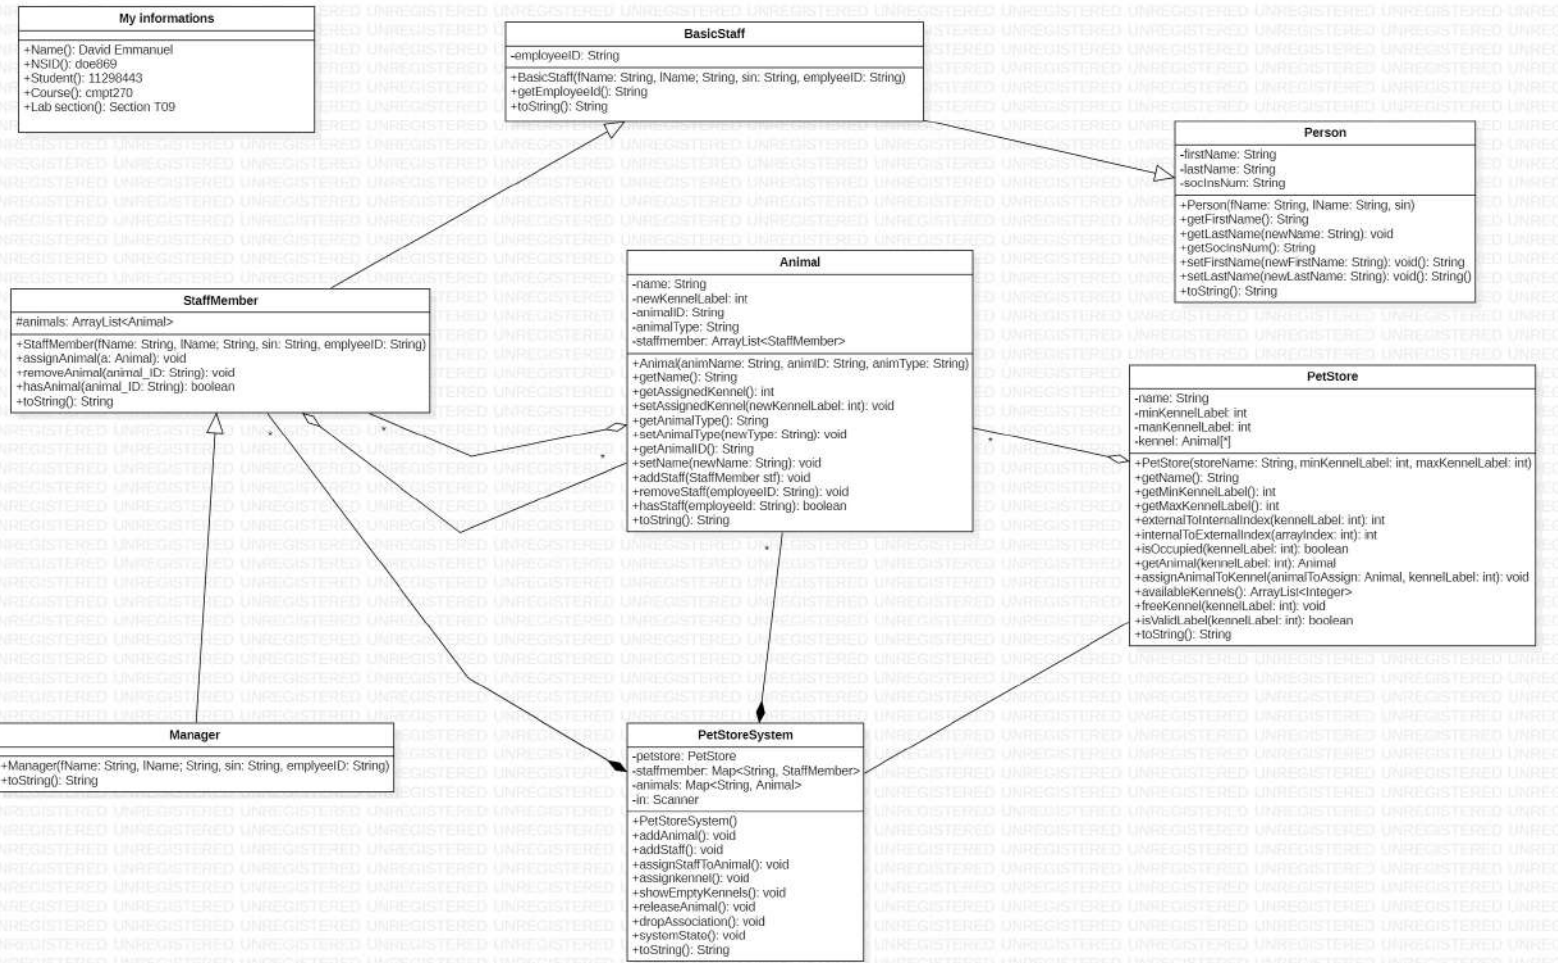 My informations
+Name(): David Emmanuel
+NSID(): doe869
+Student(): 11298443
+Course(): cmpt270
+Lab section(): Section T09
BasicStaff
-employeeID: String
+BasicStaff(fName: String, lName; String, sin: String, emplyeeID: String)
+getEmployeeId(): String
+toString(): String
Person
-firstName: String
-lastName: String
-socInsNum: String
+Person(fName: String, lName: String, sin)
+getFirstName(): String
+getLastName(newName: String): void
+getSocInsNum(): String
+setFirstName(newFirstName: String): void(): String
+setLastName(newLastName: String): void(): String()
+toString(): String
StaffMember
#animals: ArrayList<Animal>
+StaffMember(fName: String, lName; String, sin: String, emplyeeID: String)
+assignAnimal(a: Animal): void
+removeAnimal(animal_ID: String): void
+hasAnimal(animal_ID: String): boolean
+toString(): String
Animal
-name: String
-newKennelLabel: int
-animalID: String
-animalType: String
-staffmember: ArrayList<StaffMember>
+Animal(animName: String, animID: String, animType: String)
+getName(): String
+getAssignedKennel(): int
+setAssignedKennel(newKennelLabel: int): void
+getAnimalType(): String
+setAnimalType(newType: String): void
+getAnimalID(): String
+setName(newName: String): void
+addStaff(StaffMember stf): void
+removeStaff(employeeID: String): void
+hasStaff(employeeId: String): boolean
+toString(): String
PetStore
-name: String
-minKennelLabel: int
-manKennelLabel: int
-kennel: Animal[*]
+PetStore(storeName: String, minKennelLabel: int, maxKennelLabel: int)
+getName(): String
+getMinKennelLabel(): int
+getMaxKennelLabel(): int
+externalToInternalIndex(kennelLabel: int): int
+internalToExternalIndex(arrayIndex: int): int
+isOccupied(kennelLabel: int): boolean
+getAnimal(kennelLabel: int): Animal
+assignAnimalToKennel(animalToAssign: Animal, kennelLabel: int): void
+availableKennels(): ArrayList<Integer>
+freeKennel(kennelLabel: int): void
+isValidLabel(kennelLabel: int): boolean
+toString(): String
*
*
*
*
*
Manager
+Manager(fName: String, lName; String, sin: String, emplyeeID: String)
+toString(): String
PetStoreSystem
-petstore: PetStore
-staffmember: Map<String, StaffMember>
-animals: Map<String, Animal>
-in: Scanner
+PetStoreSystem()
+addAnimal(): void
+addStaff(): void
+assignStaffToAnimal(): void
+assignkennel(): void
+showEmptyKennels(): void
+releaseAnimal(): void
+dropAssociation(): void
+systemState(): void
+toString(): String
UNREGISTERED